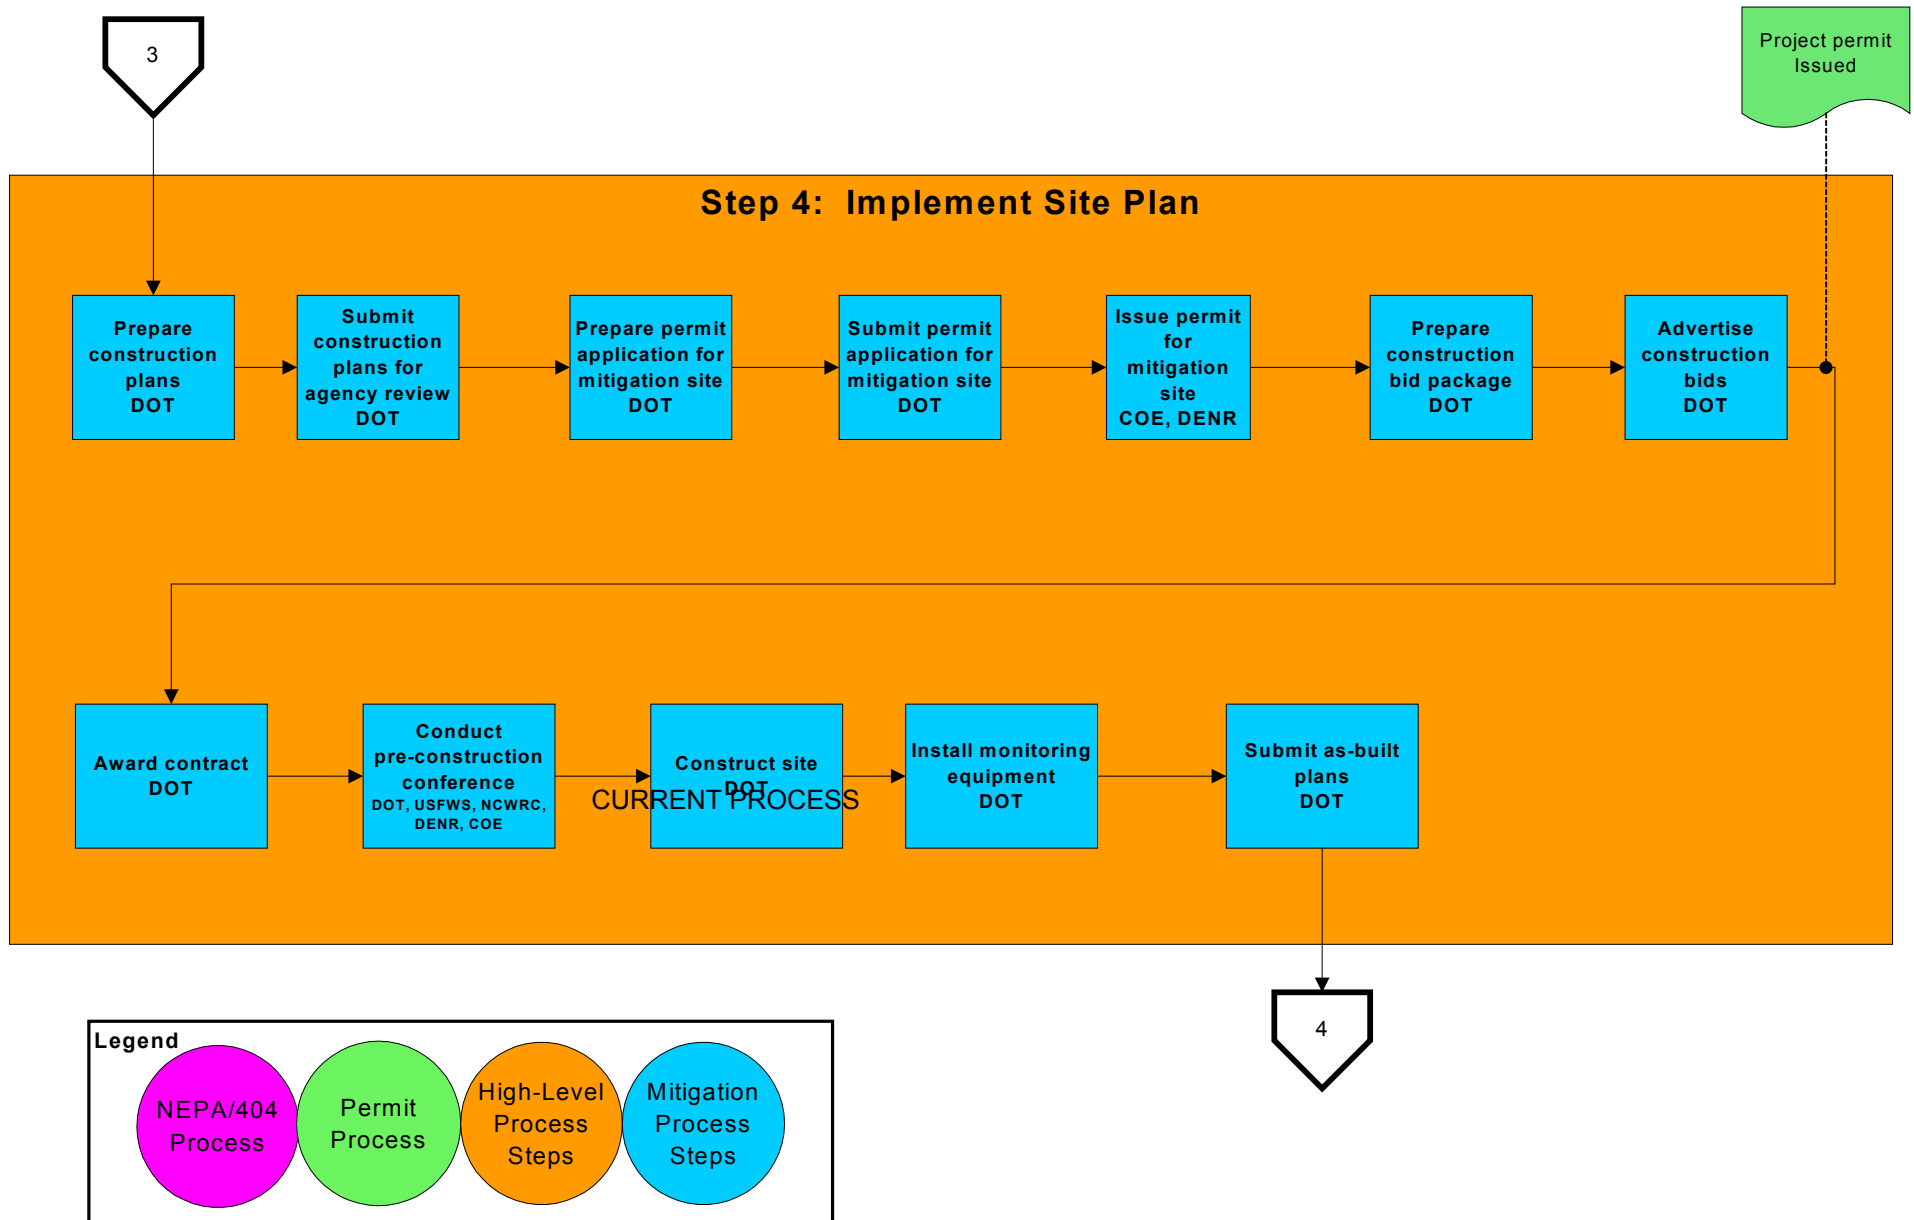 3
Project permit
Issued
Step 4: Implement Site Plan
Prepare
construction
plans
DOT
Submit
construction
plans for
agency review
DOT
Prepare permit
application for
mitigation site
DOT
Submit permit
application for
mitigation site
DOT
Issue permit
for
mitigation
site
COE, DENR
Prepare
construction
bid package
DOT
Advertise
construction
bids
DOT
Award contract
DOT
Conduct
pre-construction
conference
DOT, USFWS, NCWRC,
DENR, COE
Construct site
DOT
CURRENT PROCESS
Install monitoring
equipment
DOT
Submit as-built
plans
DOT
4
Legend
NEPA/404
Process
Permit
Process
High-Level
Process
Steps
Mitigation
Process
Steps